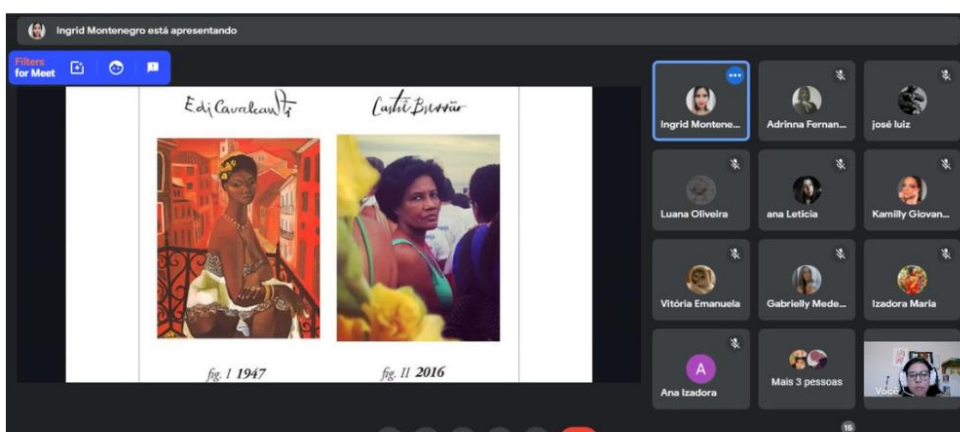 Ingrid Montenegro está apresentando
Filters
for Meet
Edi Cavalcanti
fig. I 1947
fig. II 2016
Ingrid Montene...
Adrinna Fernan...
josé luiz
Luana Oliveira
ana Leticia
Kamilly Giovan...
Vitória Emanuela
Gabrielly Mede...
Izadora Maria
A
Ana Izadora
Mais 3 pessoas
Você
15